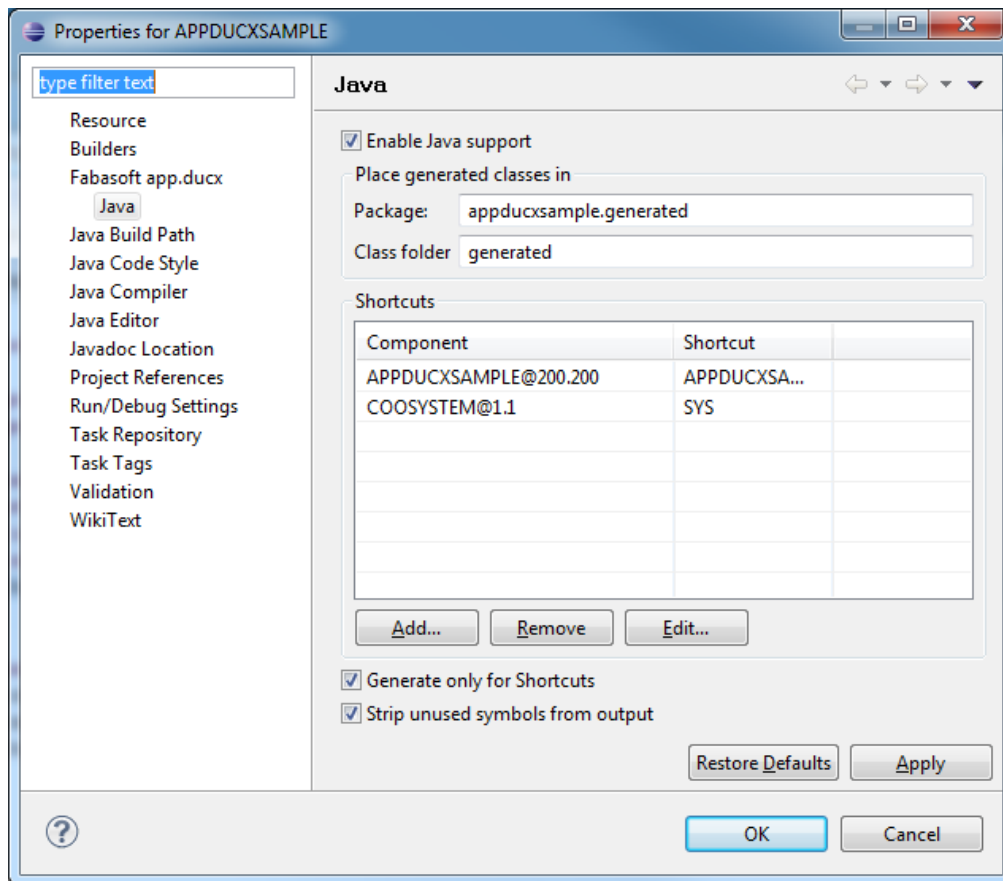 Properties for APPDUCXSAMPLE
type filter text
Resource
Builders
Fabasoft app.ducx
Java
Java Build Path
Java Code Style
Java Compiler
Java Editor
Javadoc Location
Project References
Run/Debug Settings
Task Repository
Task Tags
Validation
WikiText
Java
Enable Java support
Place generated classes in
Package: appducxsample.generated
Class folder generated
Shortcuts
Component Shortcut
APPDUCXSAMPLE@200.200 APPDUCXSA...
COOSYSTEM@1.1 SYS
Add... Remove Edit...
Generate only for Shortcuts
Strip unused symbols from output
Restore Defaults Apply
? OK Cancel